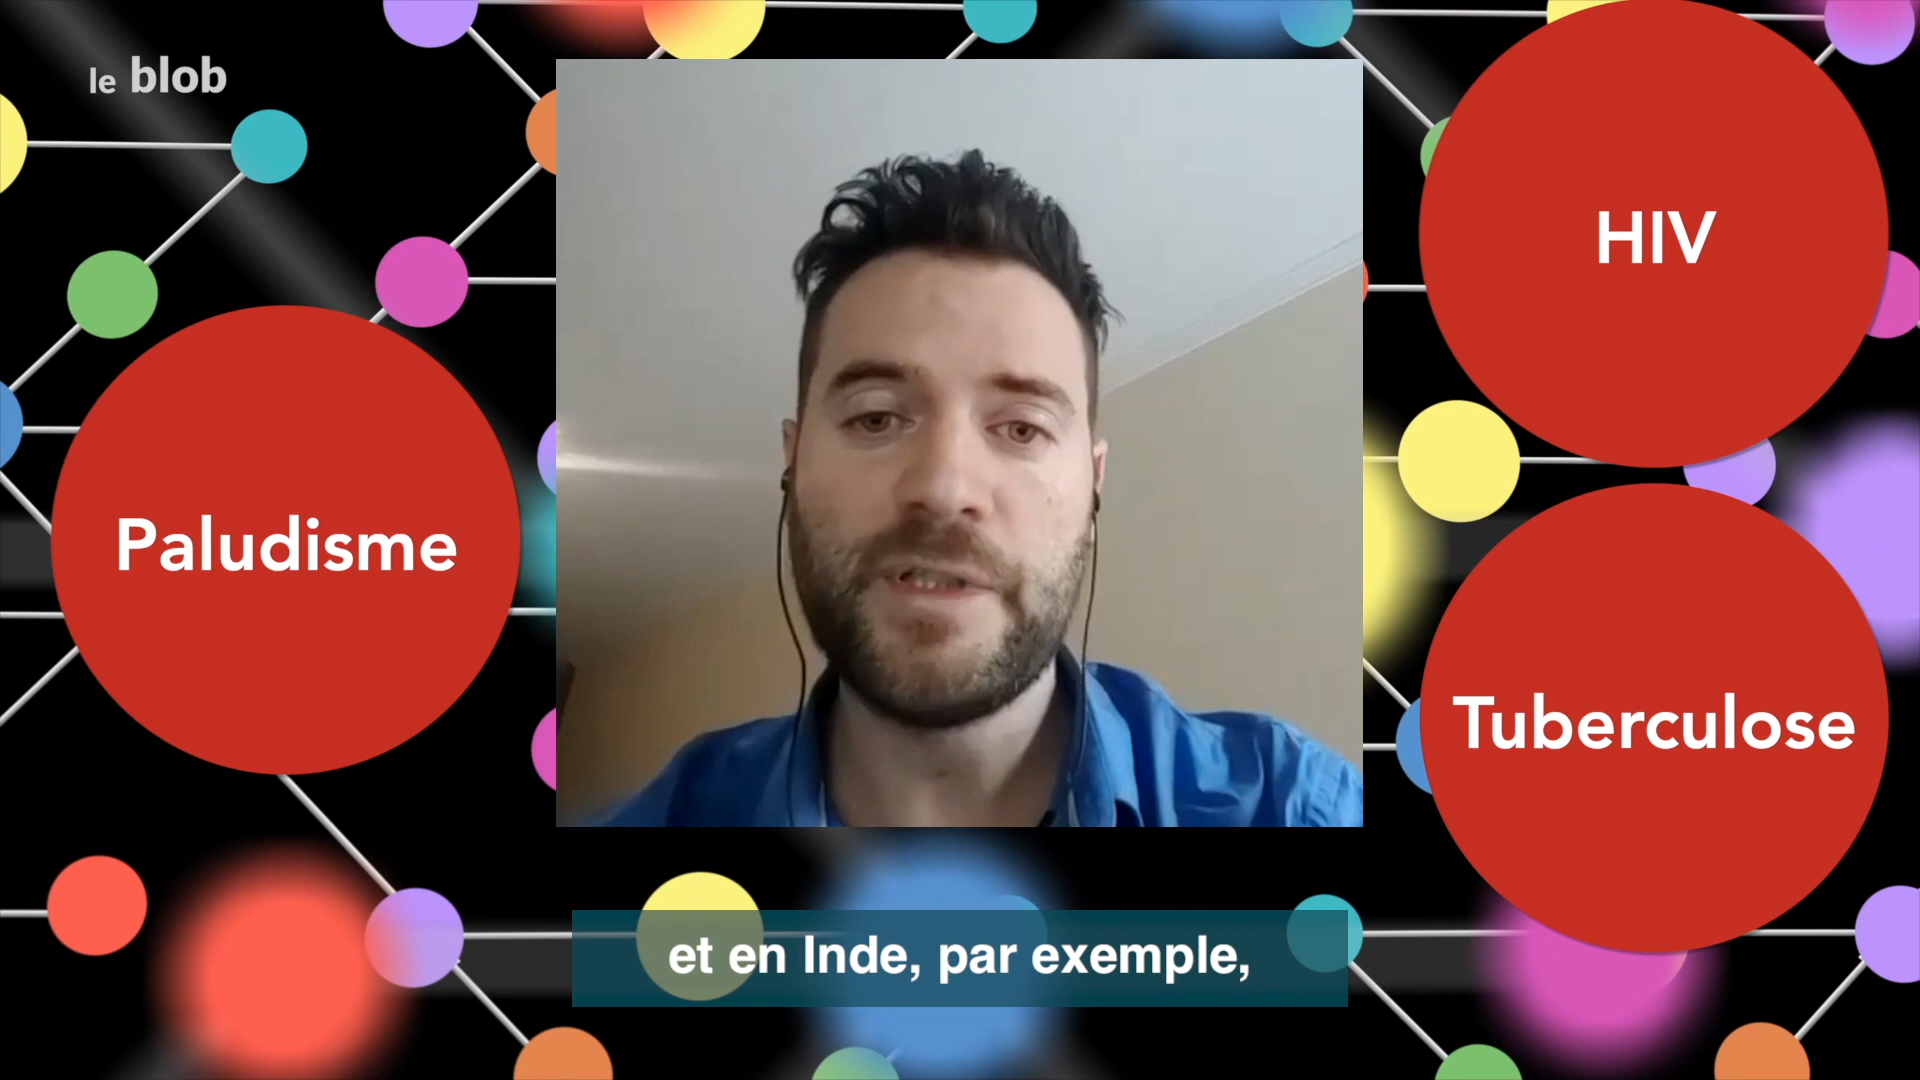 le blob
HIV
Paludisme
Tuberculose
et en Inde, par exemple,